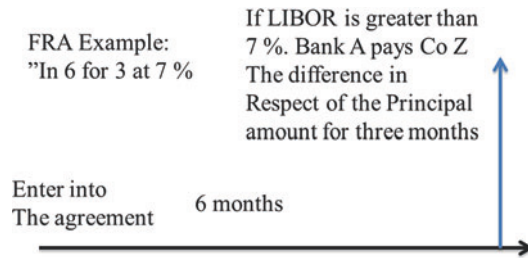 FRA Example:
”In 6 for 3 at 7 %
If LIBOR is greater than
7 %. Bank A pays Co Z
The difference in
Respect of the Principal
amount for three months
Enter into
The agreement
6 months